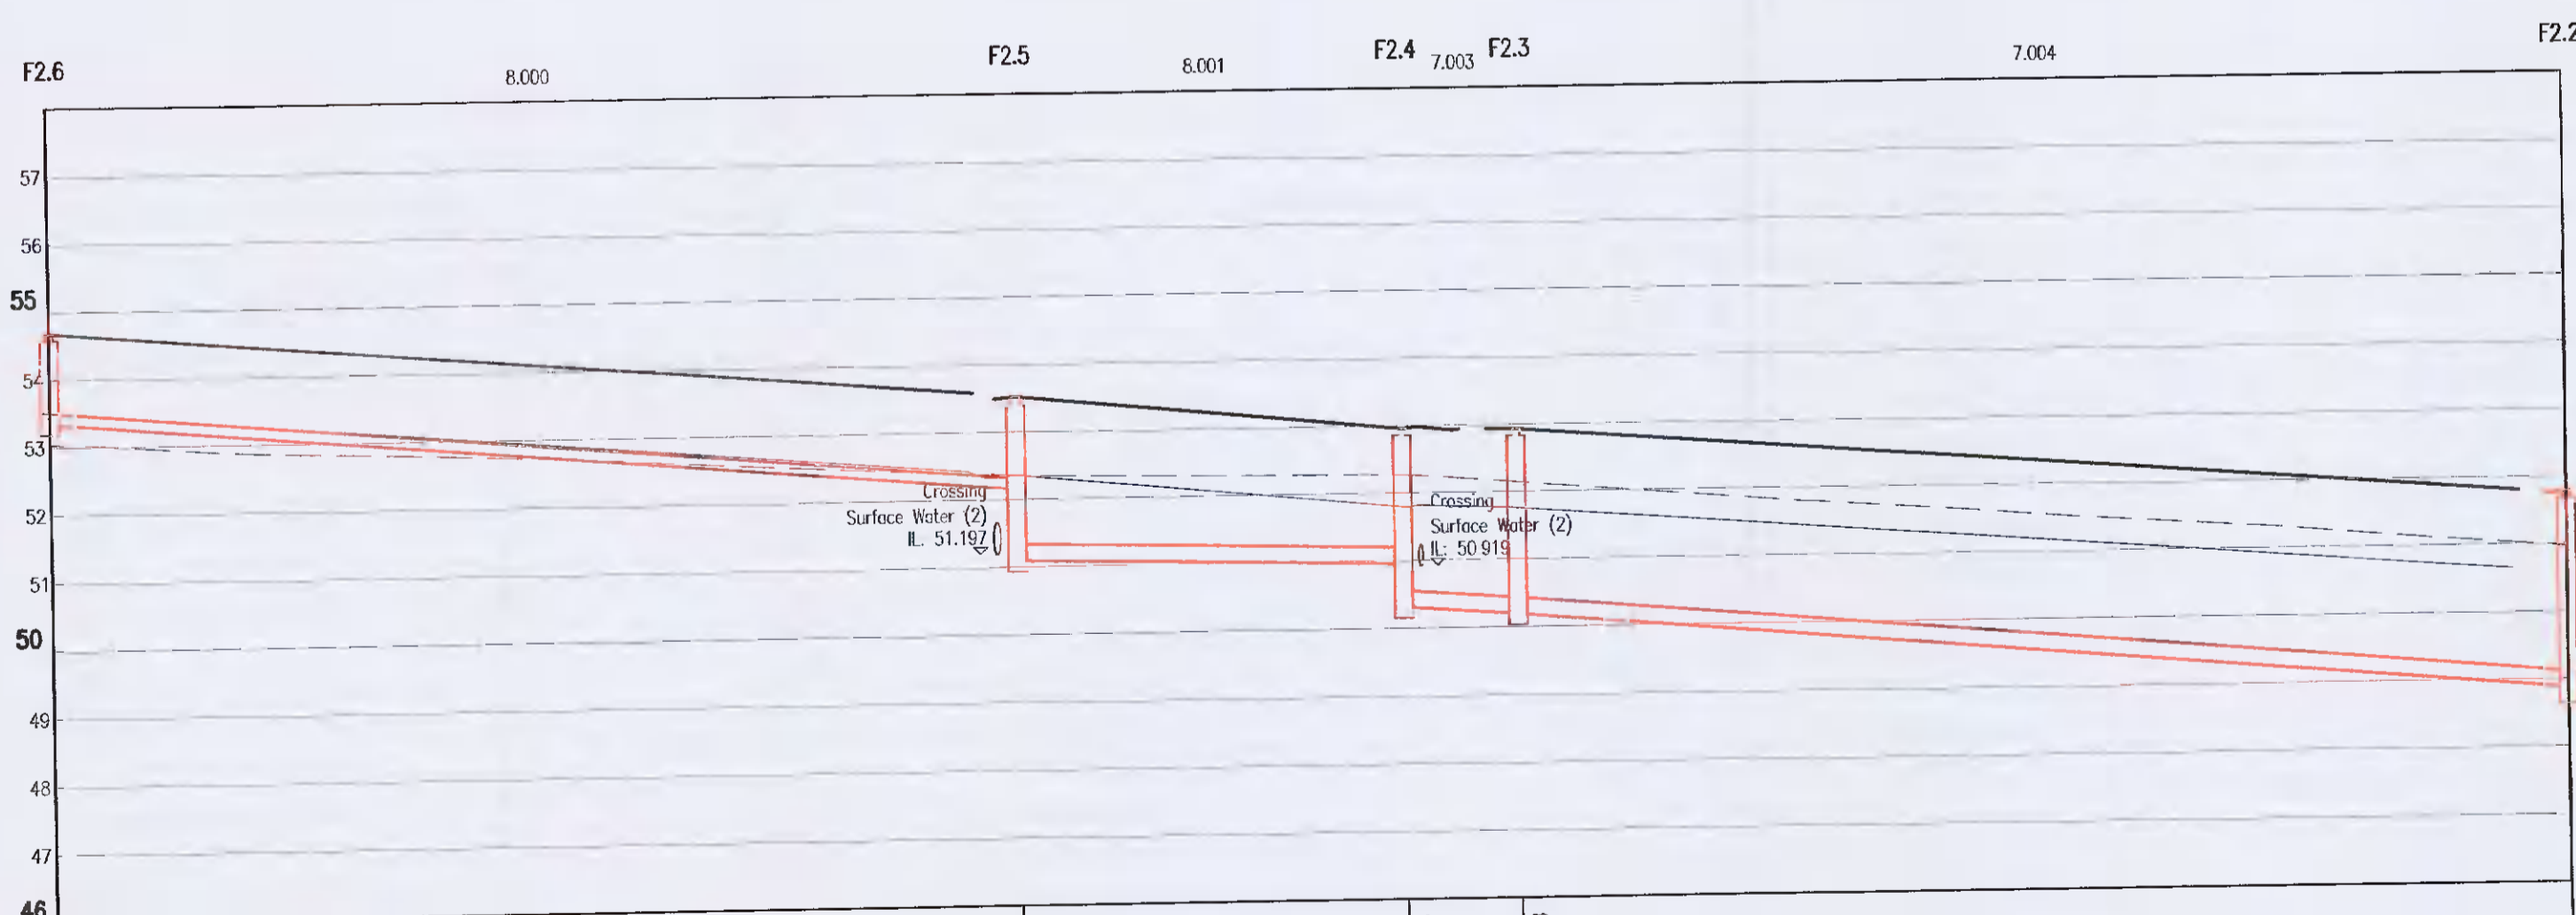 F2.6
8.000
F2.5
8.001
F2.4
7.003
F2.3
7.004
F2.2
57
56
55
54
53
52
51
50
49
48
47
46
Crossing
Surface Water (2)
IL: 51.197
Crossing
Surface Water (2)
IL: 50.919